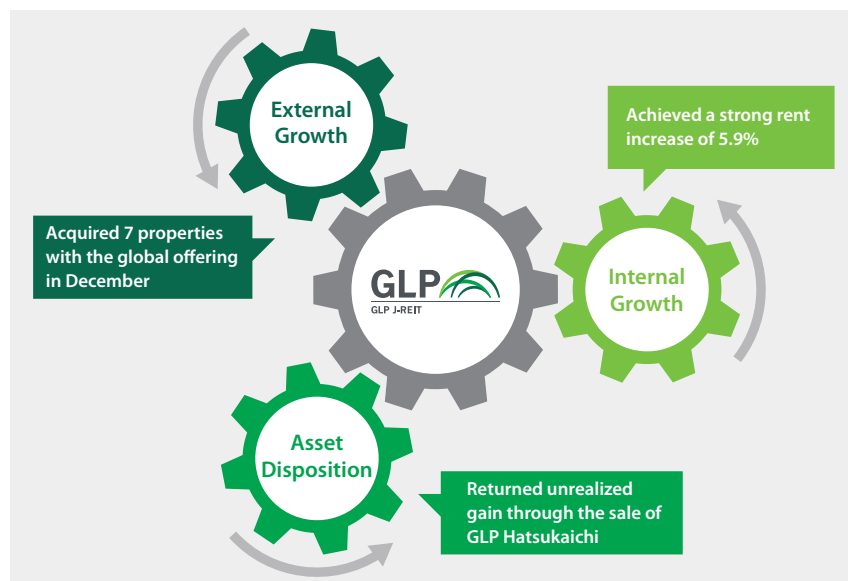 External
Growth
Achieved a strong rent
increase of 5.9%
Acquired 7 properties
with the global offering
in December
GLP
GLP J-REIT
Internal
Growth
Asset
Disposition
Returned unrealized
gain through the sale of
GLP Hatsukaichi